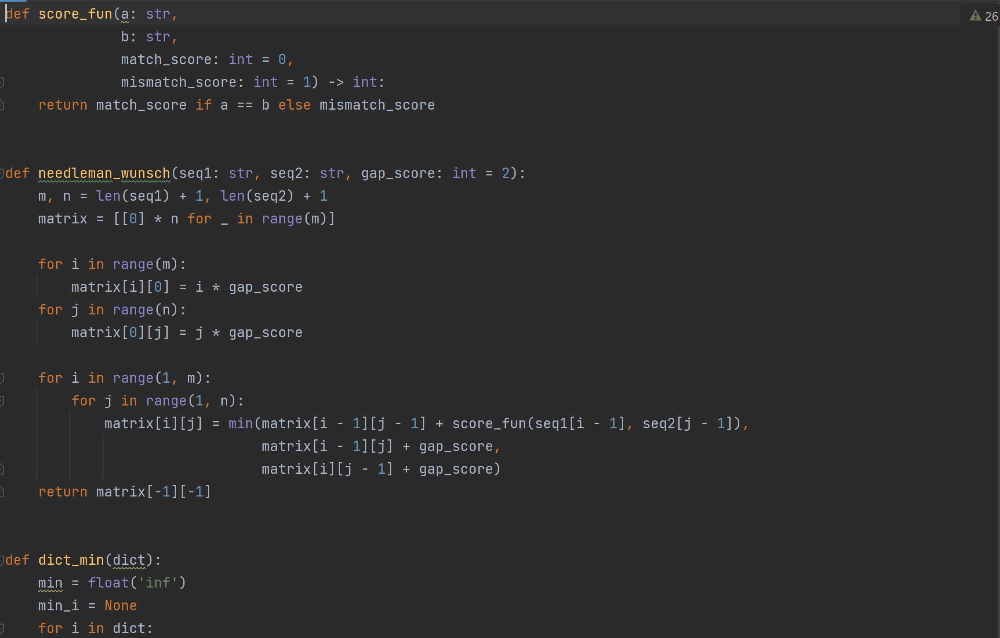 def score_fun(a: str,
              b: str,
              match_score: int = 0,
              mismatch_score: int = 1) -> int:
    return match_score if a == b else mismatch_score
def needleman_wunsch(seq1: str, seq2: str, gap_score: int = 2):
    m, n = len(seq1) + 1, len(seq2) + 1
    matrix = [[0] * n for _ in range(m)]
    for i in range(m):
        matrix[i][0] = i * gap_score
    for j in range(n):
        matrix[0][j] = j * gap_score
    for i in range(1, m):
        for j in range(1, n):
            matrix[i][j] = min(matrix[i - 1][j - 1] + score_fun(seq1[i - 1], seq2[j - 1]),
                               matrix[i - 1][j] + gap_score,
                               matrix[i][j - 1] + gap_score)
    return matrix[-1][-1]
def dict_min(dict):
    min = float('inf')
    min_i = None
    for i in dict:
26